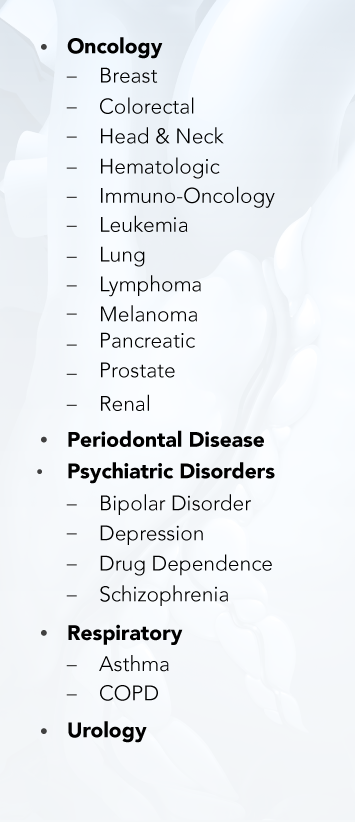 • Oncology
– Breast
– Colorectal
– Head & Neck
– Hematologic
– Immuno-Oncology
– Leukemia
– Lung
– Lymphoma
– Melanoma
– Pancreatic
– Prostate
– Renal
• Periodontal Disease
• Psychiatric Disorders
– Bipolar Disorder
– Depression
– Drug Dependence
– Schizophrenia
• Respiratory
– Asthma
– COPD
• Urology